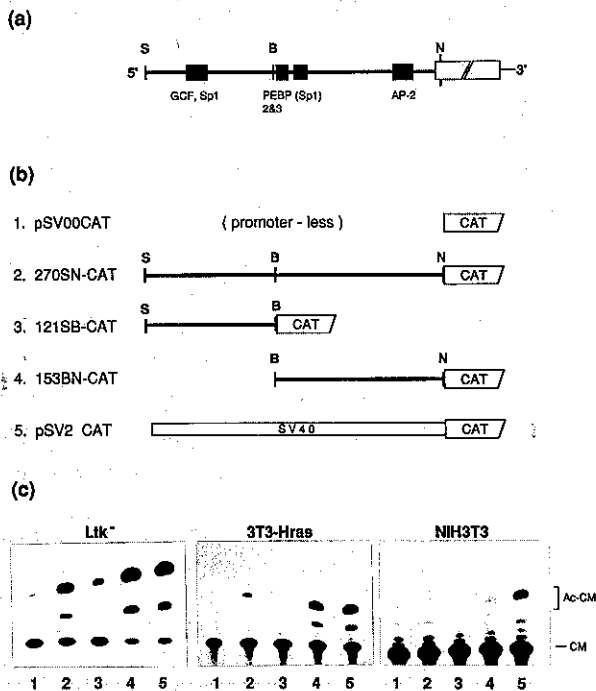 (a)
S B N
5' 3'
GCF, Sp1 PEBP (Sp1) AP-2
2&3
(b)
1. pSV00CAT ( promoter - less ) CAT
S B N
2. 270SN-CAT CAT
S B
3. 121SB-CAT CAT
B N
4. 153BN-CAT CAT
5. pSV2 CAT SV40 CAT
(c)
Ltk⁻ 3T3-Hras NIH3T3
Ac-CM
CM
1 2 3 4 5 1 2 3 4 5 1 2 3 4 5